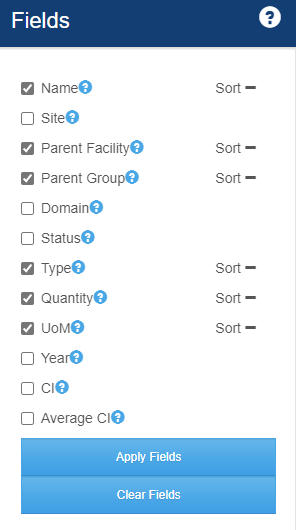 Fields ?
Name ? Sort
Site ?
Parent Facility ? Sort
Parent Group ? Sort
Domain ?
Status ?
Type ? Sort
Quantity ? Sort
UoM ? Sort
Year ?
CI ?
Average CI ?
Apply Fields
Clear Fields